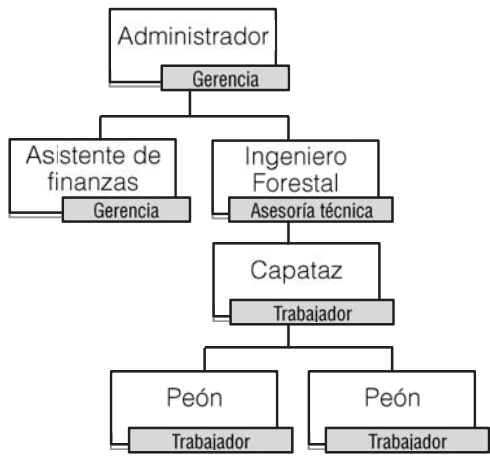 Administrador
Gerencia
Asistente de
finanzas
Gerencia
Ingeniero
Forestal
Asesoría técnica
Capataz
Trabajador
Peón
Trabajador
Peón
Trabajador